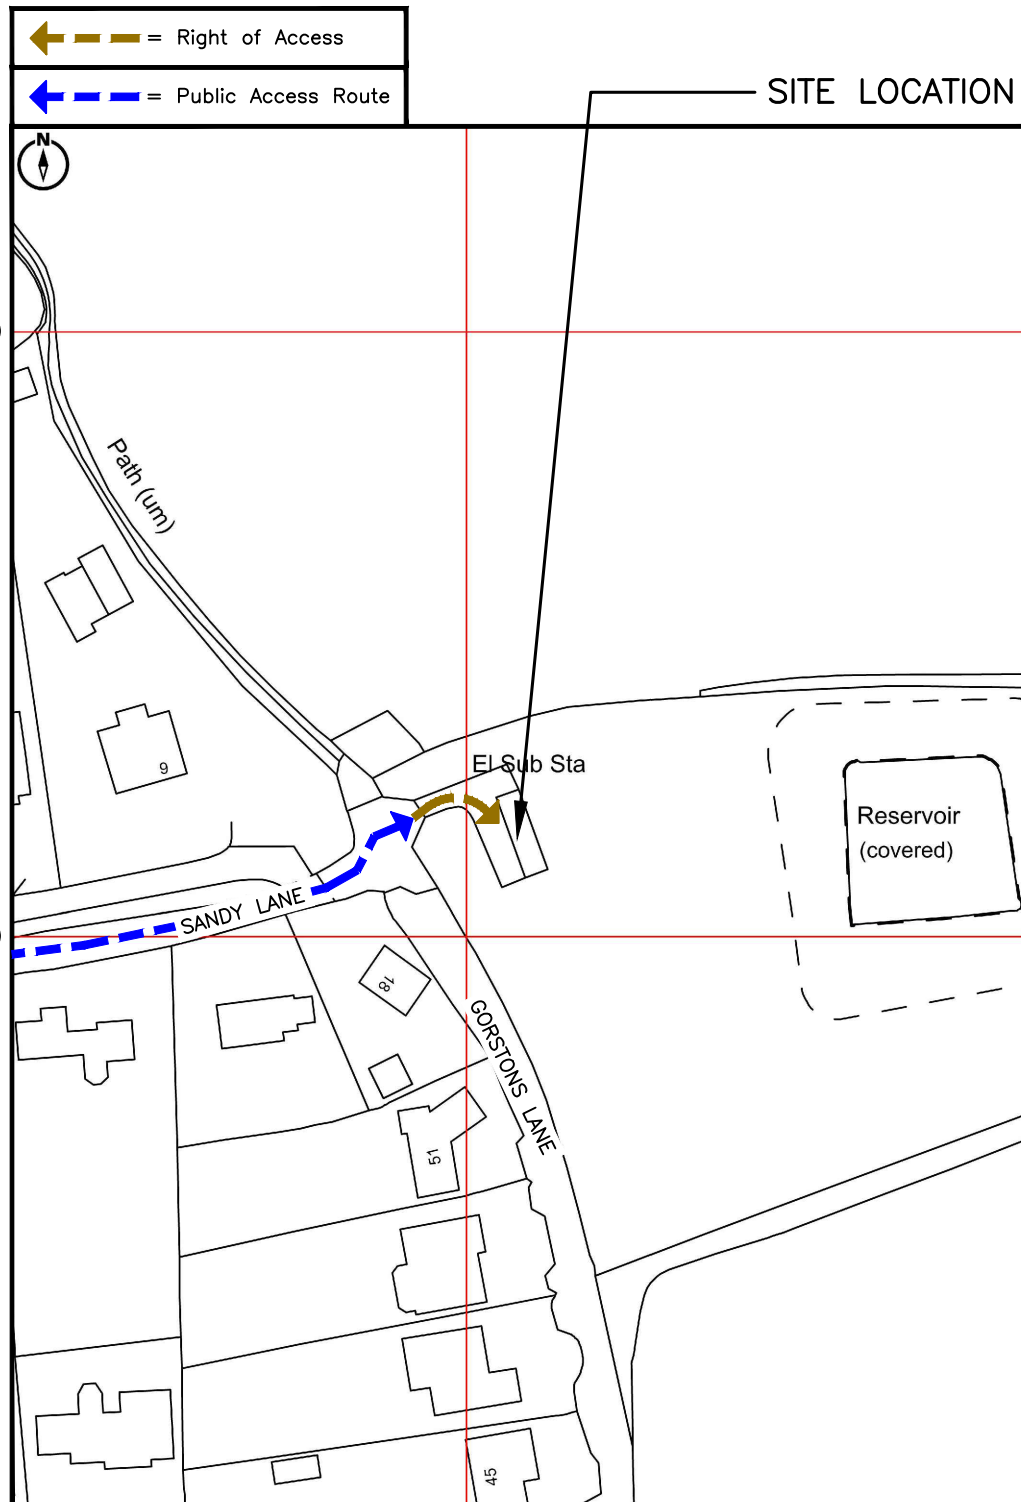 = Right of Access
= Public Access Route
SITE LOCATION
N
Path (um)
El Sub Sta
9
Reservoir
(covered)
SANDY LANE
18
GORSTONS LANE
51
45